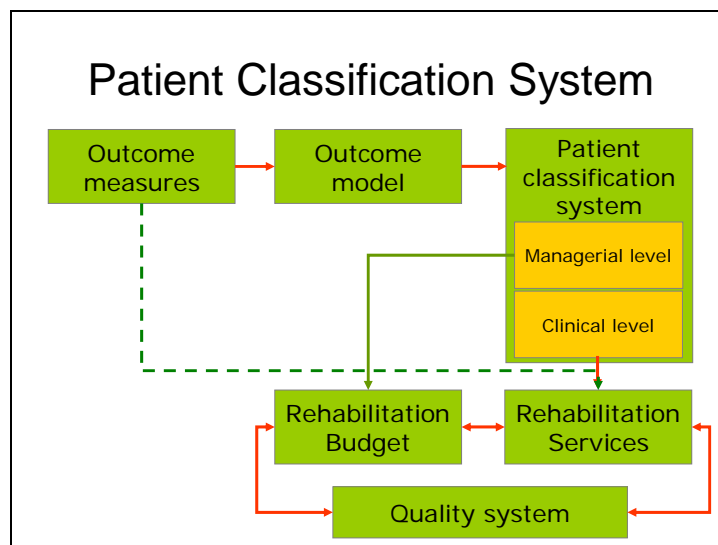 Patient Classification System
Outcome
measures
Outcome
model
Patient
classification
system
Managerial level
Clinical level
Rehabilitation
Budget
Rehabilitation
Services
Quality system